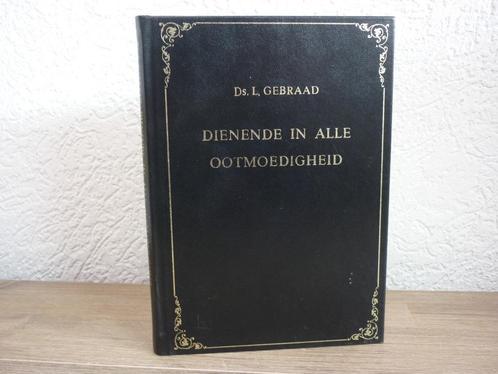 Ds. L. GEBRAAD
DIENENDE IN ALLE
OOTMOEDIGHEID